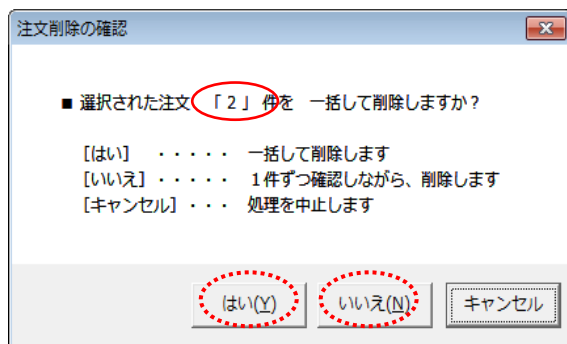 注文削除の確認
■ 選択された注文 「 2 」 件を 一括して削除しますか？
[はい] ・・・・・ 一括して削除します
[いいえ] ・・・・・ 1件ずつ確認しながら、削除します
[キャンセル] ・・・ 処理を中止します
はい(Y) いいえ(N) キャンセル